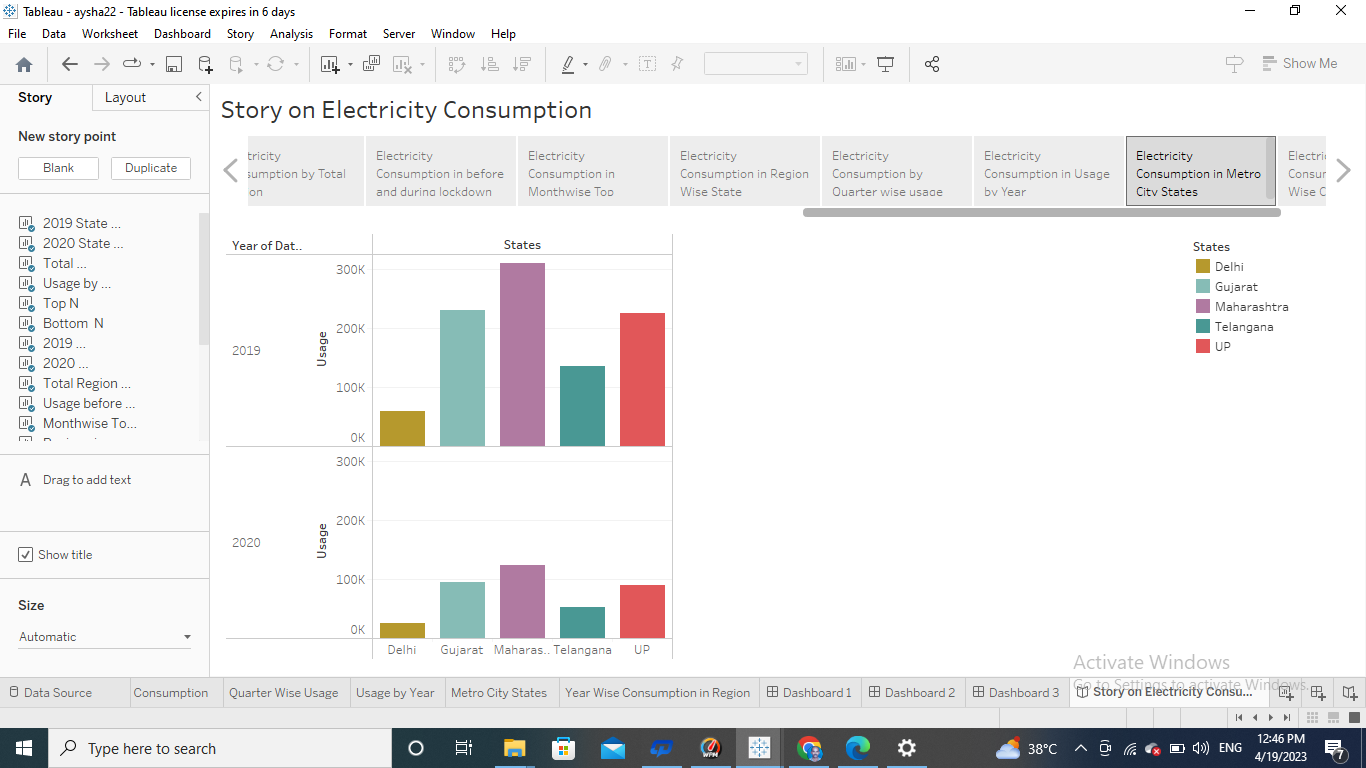 Tableau - aysha22 - Tableau license expires in 6 days
File Data Worksheet Dashboard Story Analysis Format Server Window Help
Show Me
Story Layout
New story point
Blank Duplicate
2019 State ...
2020 State ...
Total ...
Usage by ...
Top N
Bottom N
2019 ...
2020 ...
Total Region ...
Usage before ...
Monthwise To...
A Drag to add text
Show title
Size
Automatic
Story on Electricity Consumption
tricity
sumption by Total
on
Electricity
Consumption in before
and during lockdown
Electricity
Consumption in
Monthwise Top
Electricity
Consumption in Region
Wise State
Electricity
Consumption by
Quarter wise usage
Electricity
Consumption in Usage
by Year
Electricity
Consumption in Metro
City States
Electri
Consur
Wise C
Year of Dat..
States
2019
Usage
300K
200K
100K
0K
2020
Usage
300K
200K
100K
0K
Delhi Gujarat Maharas.. Telangana UP
States
Delhi
Gujarat
Maharashtra
Telangana
UP
Activate Windows
Go to Settings to activate Windows.
Data Source Consumption Quarter Wise Usage Usage by Year Metro City States Year Wise Consumption in Region Dashboard 1 Dashboard 2 Dashboard 3 Story on Electricity Consu...
Type here to search
WPM
38°C
ENG
12:46 PM
4/19/2023
7